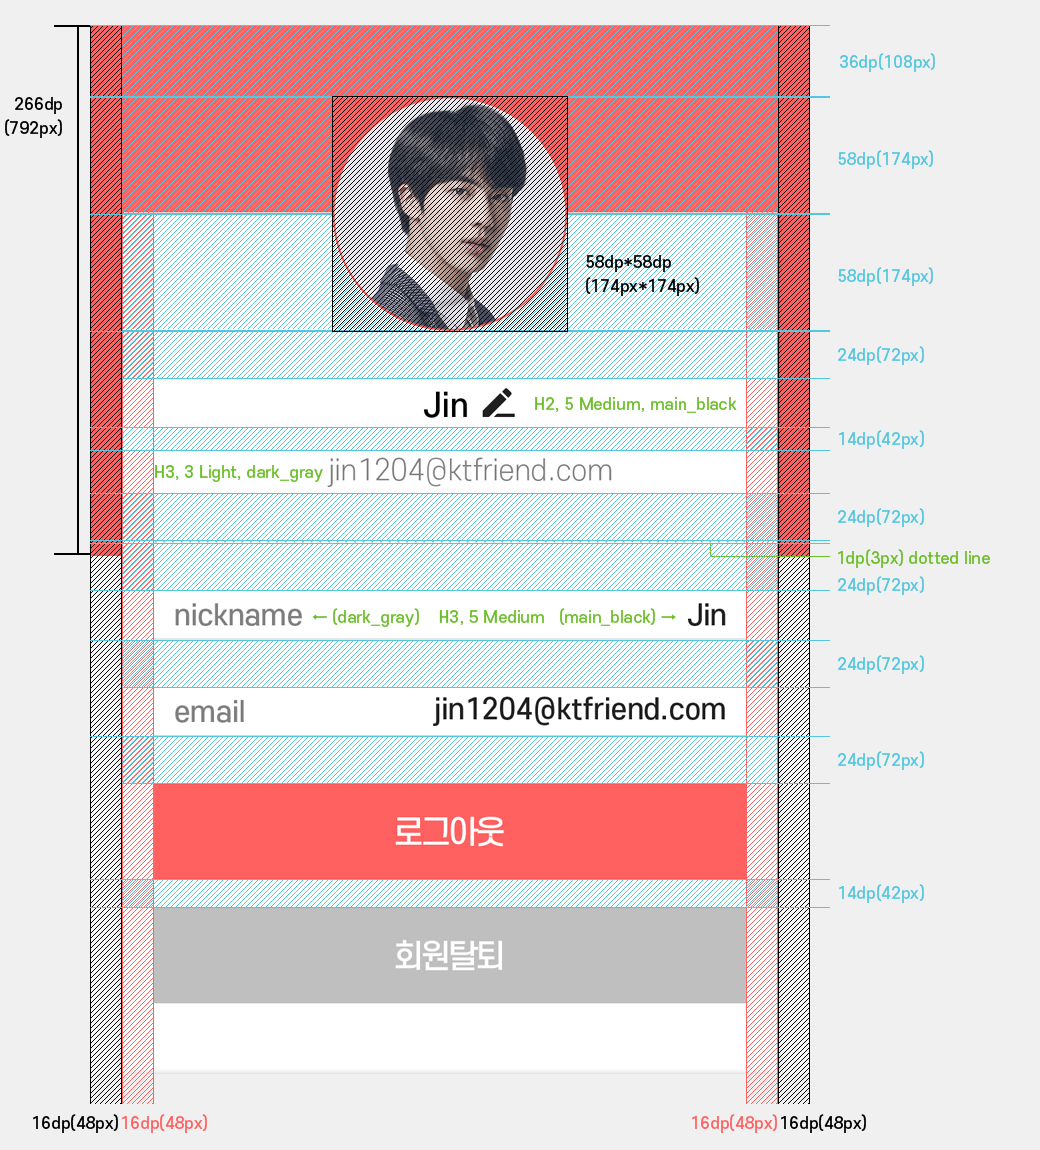 36dp(108px)
266dp
(792px)
58dp(174px)
58dp*58dp
(174px*174px)
58dp(174px)
24dp(72px)
Jin
H2, 5 Medium, main_black
14dp(42px)
H3, 3 Light, dark_gray
jin1204@ktfriend.com
24dp(72px)
1dp(3px) dotted line
24dp(72px)
nickname
← (dark_gray)
H3, 5 Medium
(main_black) →
Jin
24dp(72px)
email
jin1204@ktfriend.com
24dp(72px)
로그아웃
14dp(42px)
회원탈퇴
16dp(48px)
16dp(48px)
16dp(48px)
16dp(48px)